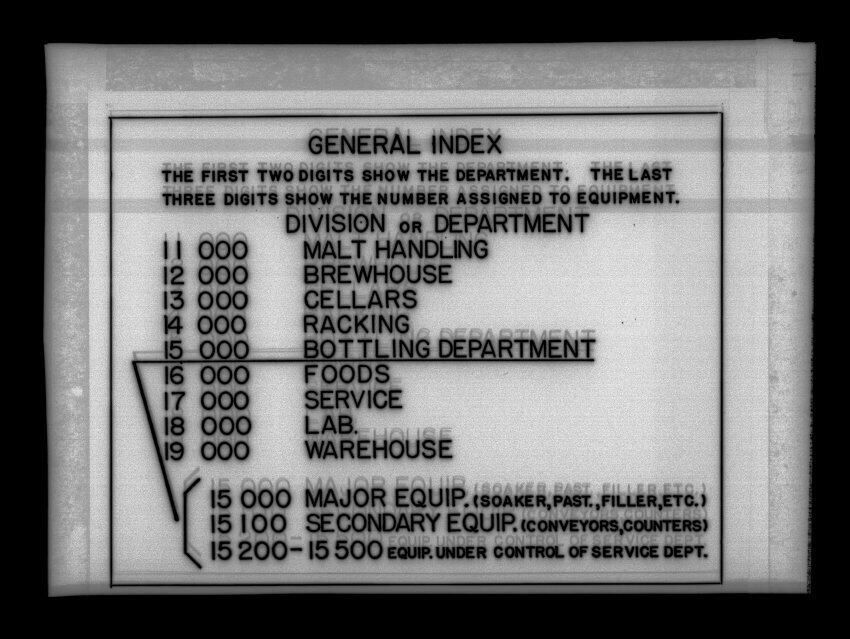 GENERAL INDEX
THE FIRST TWO DIGITS SHOW THE DEPARTMENT. THE LAST
THREE DIGITS SHOW THE NUMBER ASSIGNED TO EQUIPMENT.
DIVISION OR DEPARTMENT
11 000 MALT HANDLING
12 000 BREWHOUSE
13 000 CELLARS
14 000 RACKING
15 000 BOTTLING DEPARTMENT
16 000 FOODS
17 000 SERVICE
18 000 LAB.
19 000 WAREHOUSE
15 000 MAJOR EQUIP. (SOAKER, PAST., FILLER, ETC.)
15 100 SECONDARY EQUIP. (CONVEYORS, COUNTERS)
15 200 - 15 500 EQUIP. UNDER CONTROL OF SERVICE DEPT.